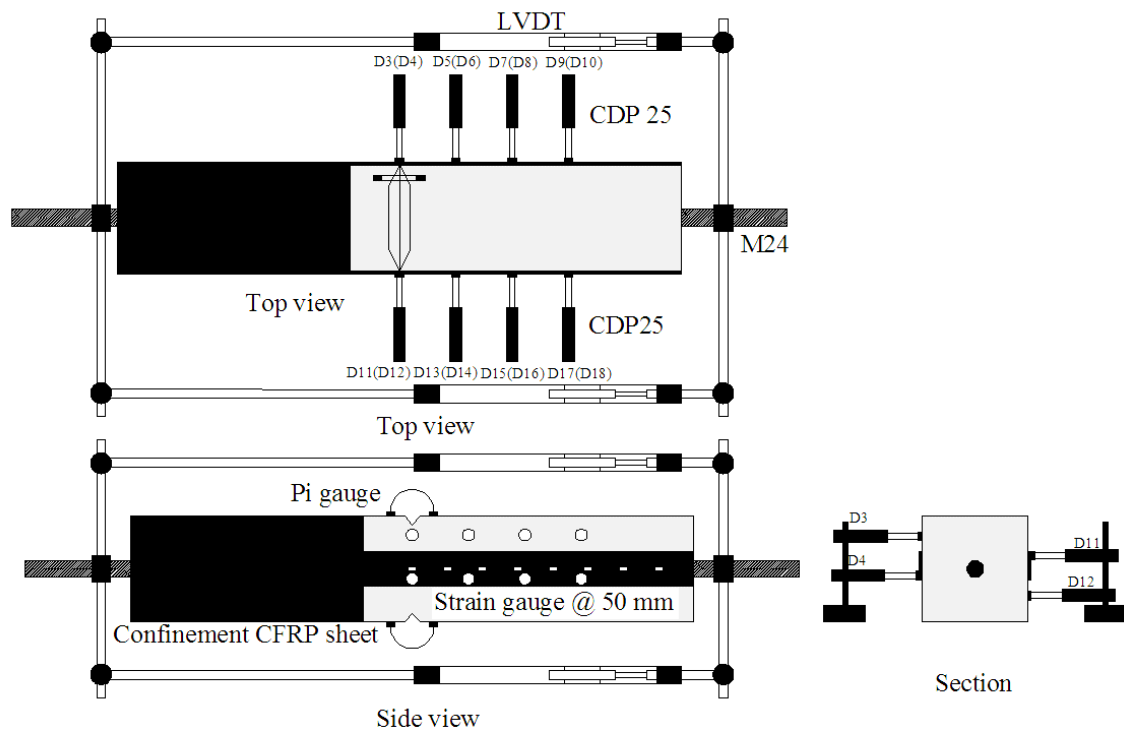 LVDT
D3(D4) D5(D6) D7(D8) D9(D10)
CDP 25
M24
Top view
CDP25
D11(D12) D13(D14) D15(D16) D17(D18)
Top view
Pi gauge
D3
D11
D4
D12
Strain gauge @ 50 mm
Confinement CFRP sheet
Section
Side view